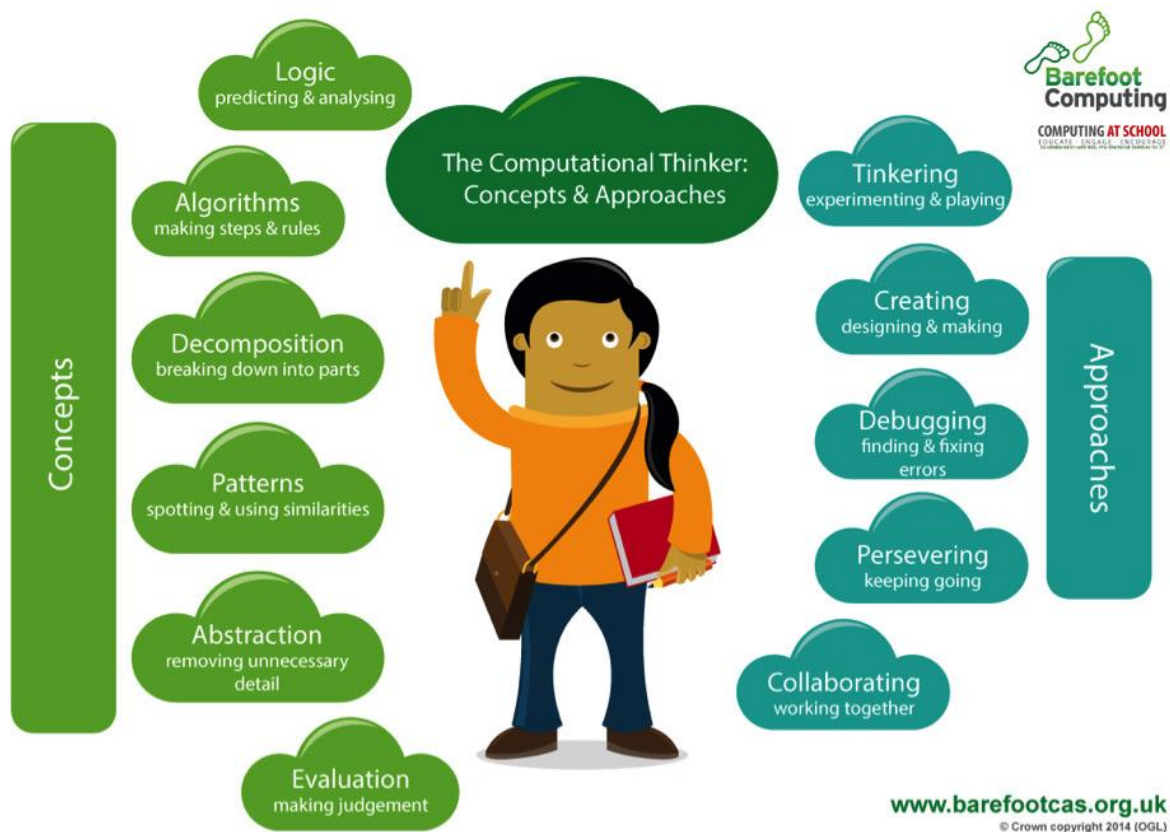 Barefoot
Computing
COMPUTING AT SCHOOL
EDUCATE · ENGAGE · ENCOURAGE
The Computational Thinker:
Concepts & Approaches
Concepts
Logic
predicting & analysing
Algorithms
making steps & rules
Decomposition
breaking down into parts
Patterns
spotting & using similarities
Abstraction
removing unnecessary
detail
Evaluation
making judgement
Approaches
Tinkering
experimenting & playing
Creating
designing & making
Debugging
finding & fixing
errors
Persevering
keeping going
Collaborating
working together
www.barefootcas.org.uk
© Crown copyright 2014 (OGL)